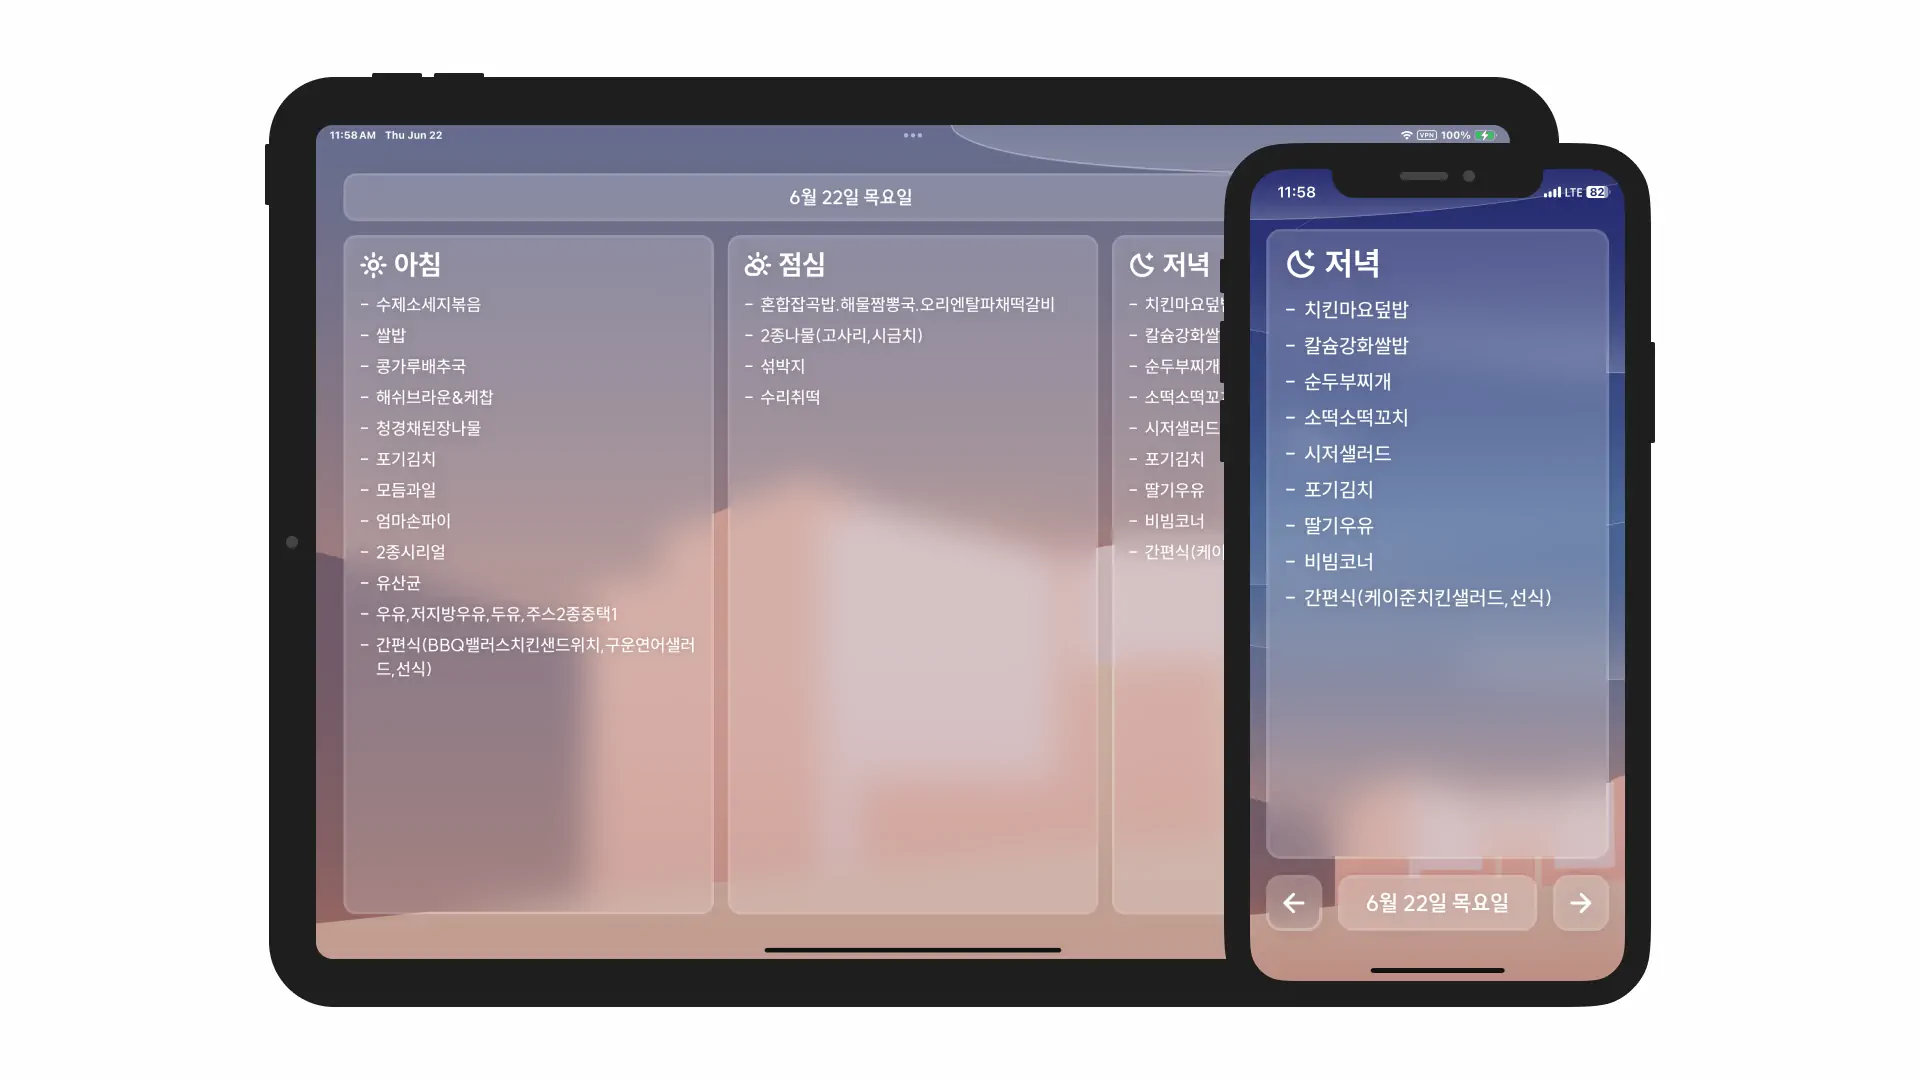 11:58 AM Thu Jun 22
VPN 100%
6월 22일 목요일
아침
- 수제소세지볶음
- 쌀밥
- 콩가루배추국
- 해쉬브라운&케찹
- 청경채된장나물
- 포기김치
- 모듬과일
- 엄마손파이
- 2종시리얼
- 유산균
- 우유,저지방우유,두유,주스2종중택1
- 간편식(BBQ밸러스치킨샌드위치,구운연어샐러
드,선식)
점심
- 혼합잡곡밥.해물짬뽕국.오리엔탈파채떡갈비
- 2종나물(고사리,시금치)
- 섞박지
- 수리취떡
저녁
- 치킨마요덮밥
- 칼슘강화쌀
- 순두부찌개
- 소떡소떡꼬치
- 시저샐러드
- 포기김치
- 딸기우유
- 비빔코너
- 간편식(케이
11:58
LTE 82
저녁
- 치킨마요덮밥
- 칼슘강화쌀밥
- 순두부찌개
- 소떡소떡꼬치
- 시저샐러드
- 포기김치
- 딸기우유
- 비빔코너
- 간편식(케이준치킨샐러드,선식)
6월 22일 목요일